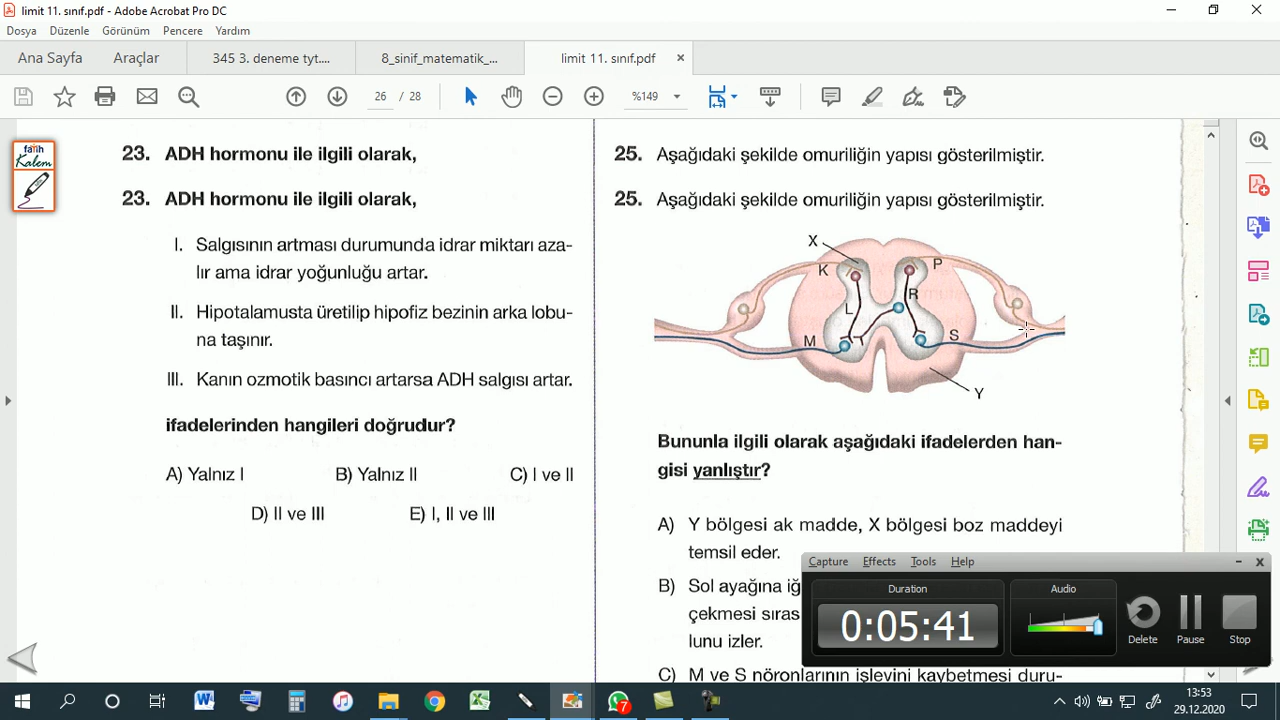 limit 11. sınıf.pdf - Adobe Acrobat Pro DC
Dosya Düzenle Görünüm Pencere Yardım
Ana Sayfa Araçlar 345 3. deneme tyt.... 8_sinif_matematik_... limit 11. sınıf.pdf ×
26 / 28 %149
fatih
Kalem
23. ADH hormonu ile ilgili olarak,
23. ADH hormonu ile ilgili olarak,
I. Salgısının artması durumunda idrar miktarı aza-
lır ama idrar yoğunluğu artar.
II. Hipotalamusta üretilip hipofiz bezinin arka lobu-
na taşınır.
III. Kanın ozmotik basıncı artarsa ADH salgısı artar.
ifadelerinden hangileri doğrudur?
A) Yalnız I B) Yalnız II C) I ve II
D) II ve III E) I, II ve III
25. Aşağıdaki şekilde omuriliğin yapısı gösterilmiştir.
25. Aşağıdaki şekilde omuriliğin yapısı gösterilmiştir.
X
K P
L R
M S
Y
Bununla ilgili olarak aşağıdaki ifadelerden han-
gisi yanlıştır?
A) Y bölgesi ak madde, X bölgesi boz maddeyi
temsil eder.
B) Sol ayağına iğ
çekmesi sıras
lunu izler.
C) M ve S nöronlarının işlevini kaybetmesi duru-
Capture Effects Tools Help
Duration Audio
0:05:41
Delete Pause Stop
7
13:53
29.12.2020